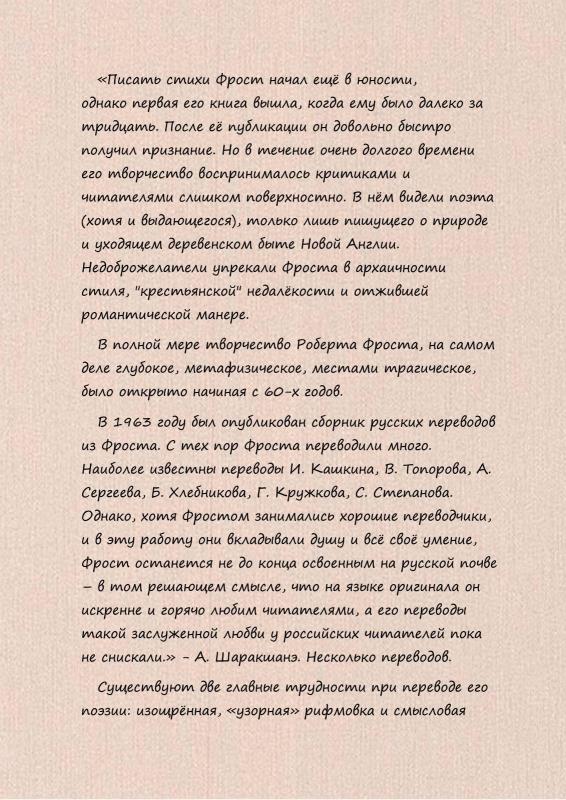 «Писать стихи Фрост начал ещё в юности,
однако первая его книга вышла, когда ему было далеко за
тридцать. После её публикации он довольно быстро
получил признание. Но в течение очень долгого времени
его творчество воспринималось критиками и
читателями слишком поверхностно. В нём видели поэта
(хотя и выдающегося), только лишь пишущего о природе
и уходящем деревенском быте Новой Англии.
Недоброжелатели упрекали Фроста в архаичности
стиля, "крестьянской" недалёкости и отжившей
романтической манере.
В полной мере творчество Роберта Фроста, на самом
деле глубокое, метафизическое, местами трагическое,
было открыто начиная с 60-х годов.
В 1963 году был опубликован сборник русских переводов
из Фроста. С тех пор Фроста переводили много.
Наиболее известны переводы И. Кашкина, В. Топорова, А.
Сергеева, Б. Хлебникова, Г. Кружкова, С. Степанова.
Однако, хотя Фростом занимались хорошие переводчики,
и в эту работу они вкладывали душу и всё своё умение,
Фрост останется не до конца освоенным на русской почве
– в том решающем смысле, что на языке оригинала он
искренне и горячо любим читателями, а его переводы
такой заслуженной любви у российских читателей пока
не снискали.» - А. Шаракшанэ. Несколько переводов.
Существуют две главные трудности при переводе его
поэзии: изощрённая, «узорная» рифмовка и смысловая